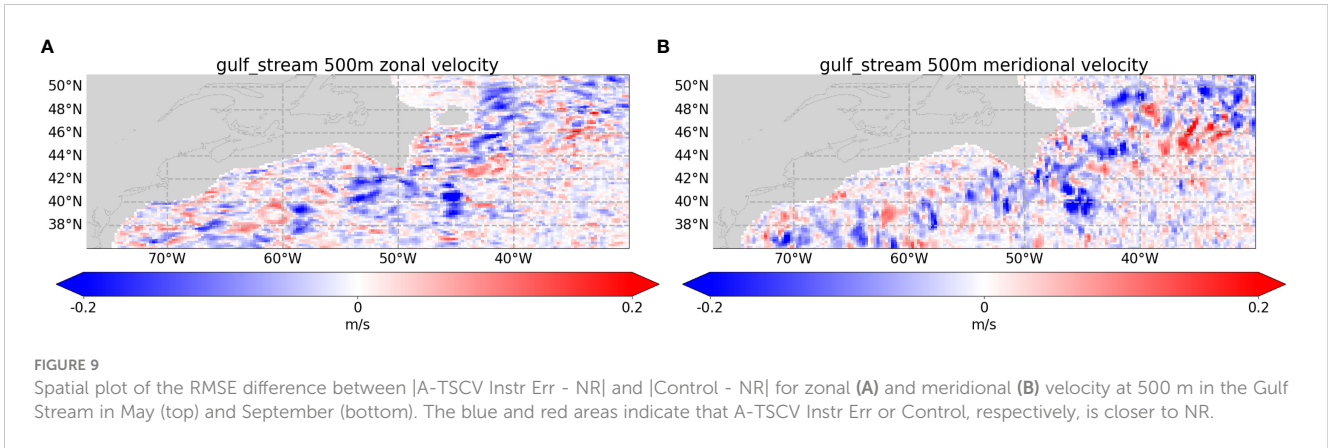 A
gulf_stream 500m zonal velocity
50°N
48°N
46°N
44°N
42°N
40°N
38°N
70°W 60°W 50°W 40°W
-0.2 0 0.2
m/s
B
gulf_stream 500m meridional velocity
50°N
48°N
46°N
44°N
42°N
40°N
38°N
70°W 60°W 50°W 40°W
-0.2 0 0.2
m/s
FIGURE 9
Spatial plot of the RMSE difference between |A-TSCV Instr Err - NR| and |Control - NR| for zonal (A) and meridional (B) velocity at 500 m in the Gulf
Stream in May (top) and September (bottom). The blue and red areas indicate that A-TSCV Instr Err or Control, respectively, is closer to NR.